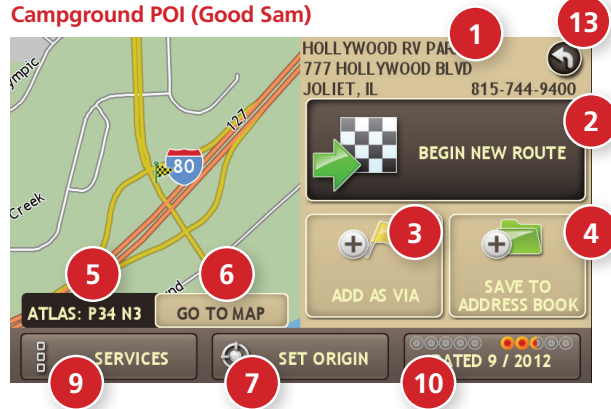 Campground POI (Good Sam)
1
13
HOLLYWOOD RV
777 HOLLYWOOD BLVD
JOLIET, IL 815-744-9400
2
BEGIN NEW ROUTE
127
80
Creek
3
4
ADD AS VIA
SAVE TO
ADDRESS BOOK
5
6
ATLAS: P34 N3
GO TO MAP
SERVICES
SET ORIGIN
RATED 9 / 2012
9
7
10